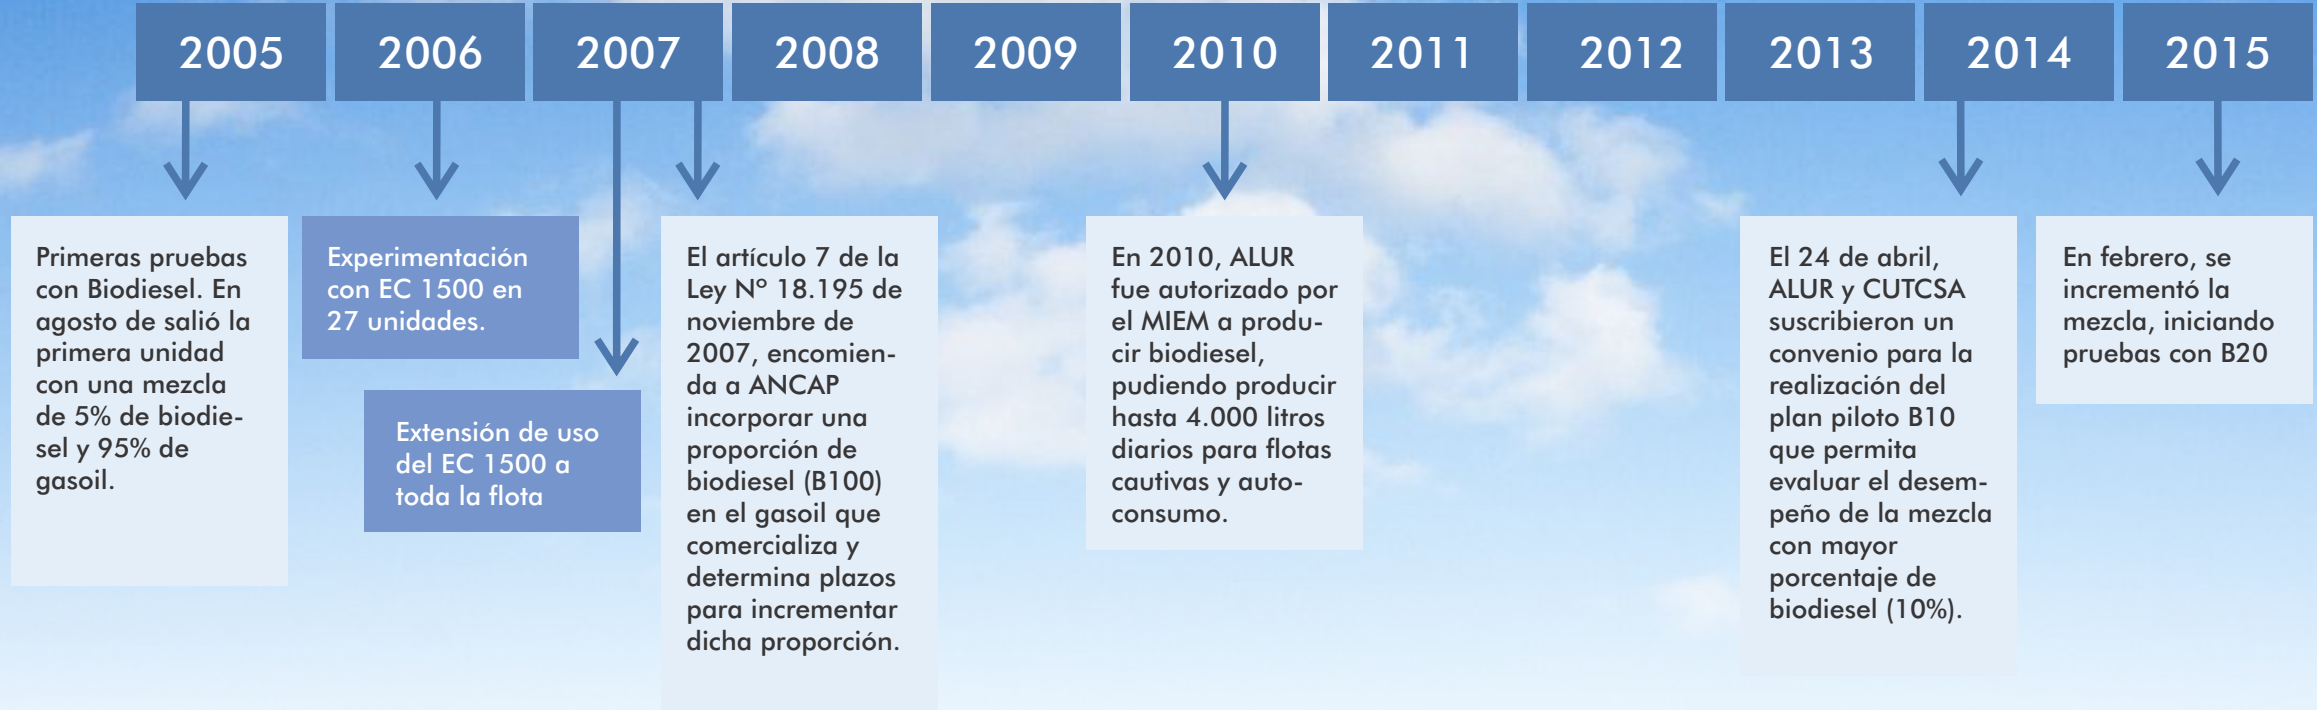 2005
2006
2007
2008
2009
2010
2011
2012
2013
2014
2015
Primeras pruebas
con Biodiesel. En
agosto de salió la
primera unidad
con una mezcla
de 5% de biodie-
sel y 95% de
gasoil.
Experimentación
con EC 1500 en
27 unidades.
Extensión de uso
del EC 1500 a
toda la flota
El artículo 7 de la
Ley Nº 18.195 de
noviembre de
2007, encomien-
da a ANCAP
incorporar una
proporción de
biodiesel (B100)
en el gasoil que
comercializa y
determina plazos
para incrementar
dicha proporción.
En 2010, ALUR
fue autorizado por
el MIEM a produ-
cir biodiesel,
pudiendo producir
hasta 4.000 litros
diarios para flotas
cautivas y auto-
consumo.
El 24 de abril,
ALUR y CUTCSA
suscribieron un
convenio para la
realización del
plan piloto B10
que permita
evaluar el desem-
peño de la mezcla
con mayor
porcentaje de
biodiesel (10%).
En febrero, se
incrementó la
mezcla, iniciando
pruebas con B20